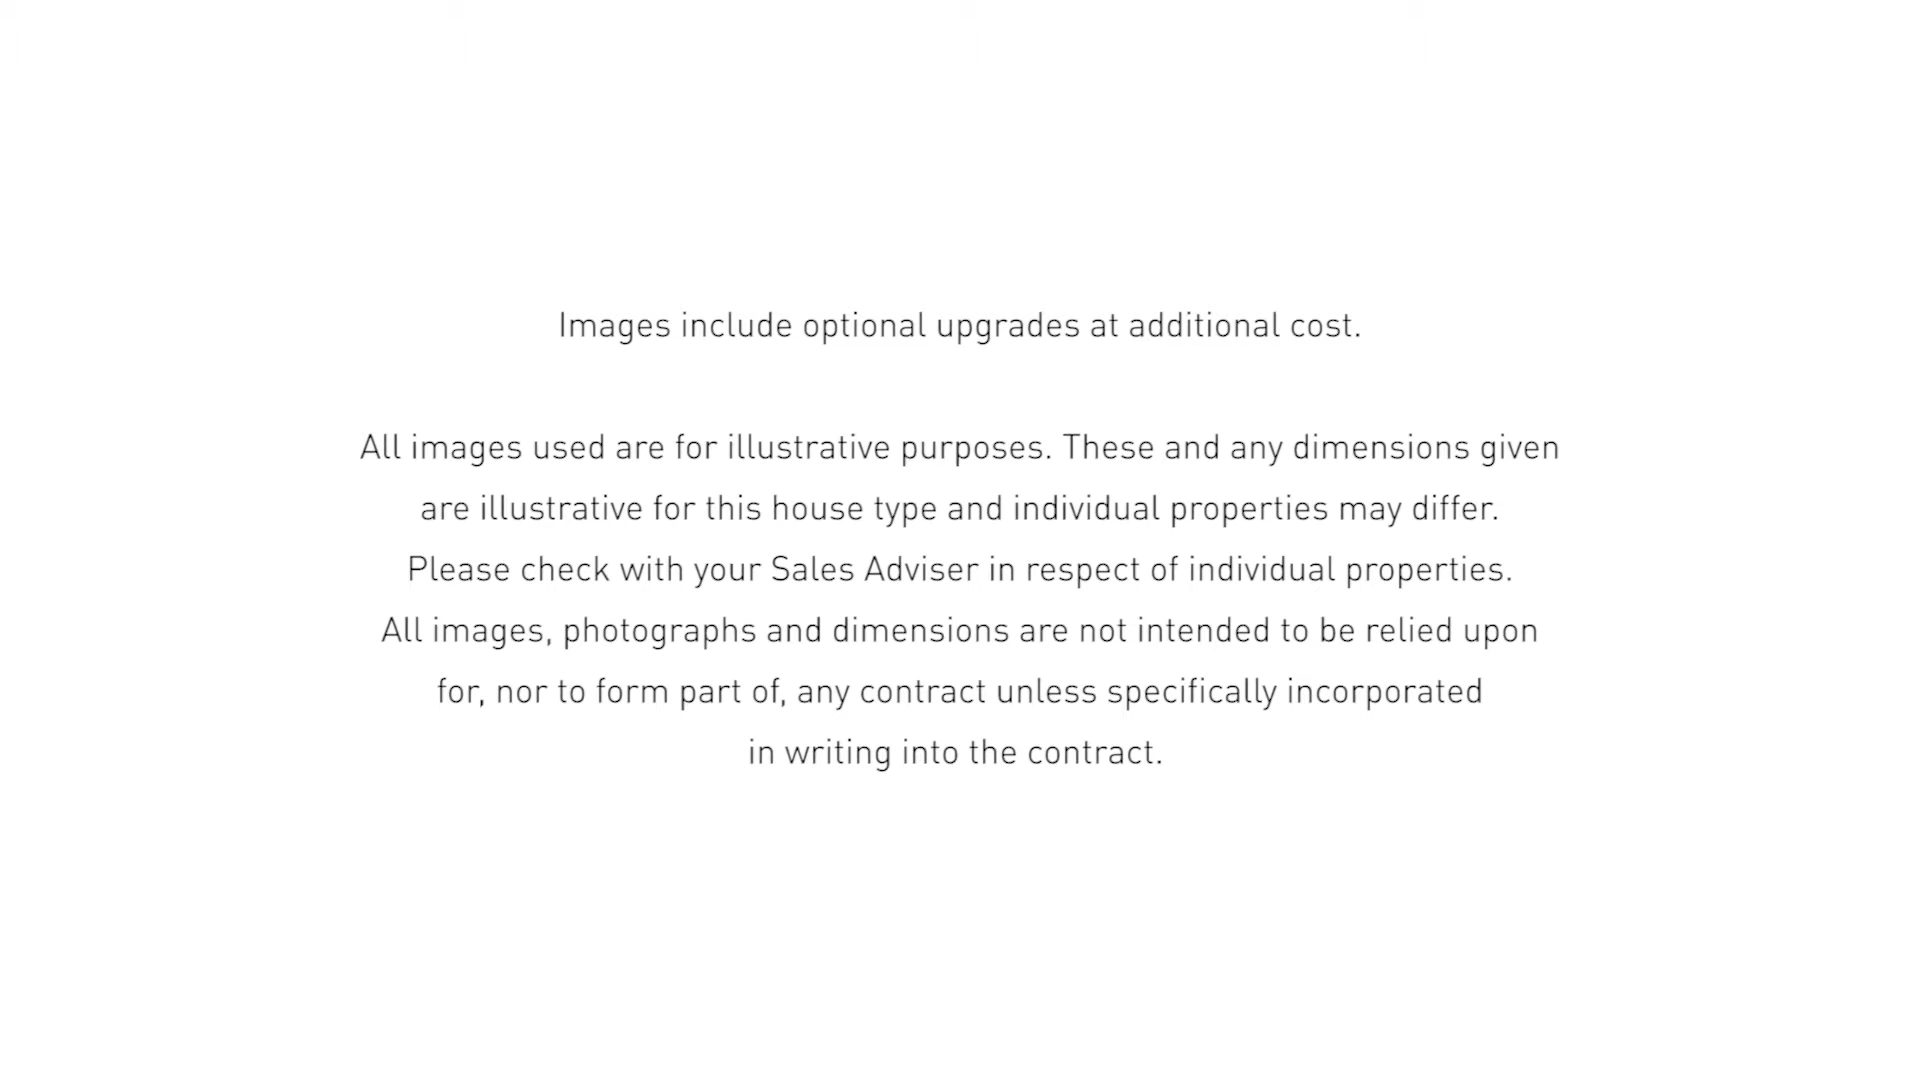 Images include optional upgrades at additional cost.
All images used are for illustrative purposes. These and any dimensions given
are illustrative for this house type and individual properties may differ.
Please check with your Sales Adviser in respect of individual properties.
All images, photographs and dimensions are not intended to be relied upon
for, nor to form part of, any contract unless specifically incorporated
in writing into the contract.